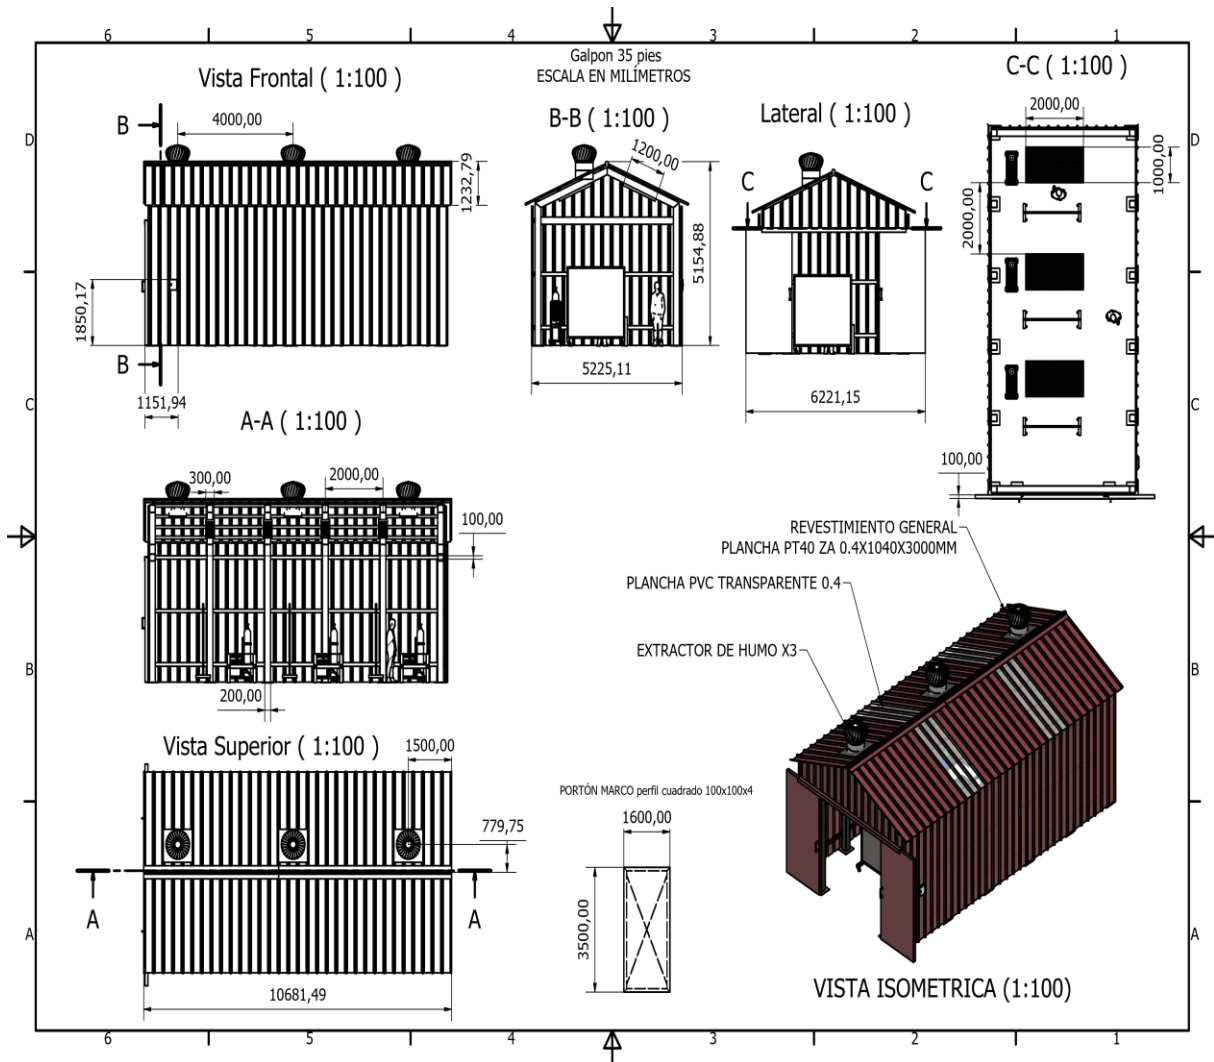 6
5
4
3
2
1
Galpon 35 pies
ESCALA EN MILÍMETROS
Vista Frontal ( 1:100 )
B
4000,00
1232,79
1850,17
B
1151,94
B-B ( 1:100 )
1200,00
5154,88
5225,11
Lateral ( 1:100 )
C
C
6221,15
C-C ( 1:100 )
2000,00
1000,00
2000,00
100,00
A-A ( 1:100 )
300,00
2000,00
100,00
200,00
REVESTIMIENTO GENERAL
PLANCHA PT40 ZA 0.4X1040X3000MM
PLANCHA PVC TRANSPARENTE 0.4
EXTRACTOR DE HUMO X3
Vista Superior ( 1:100 )
1500,00
779,75
A
A
10681,49
PORTÓN MARCO perfil cuadrado 100x100x4
1600,00
3500,00
VISTA ISOMETRICA (1:100)
D
C
B
A
D
C
B
A
6
5
4
3
2
1